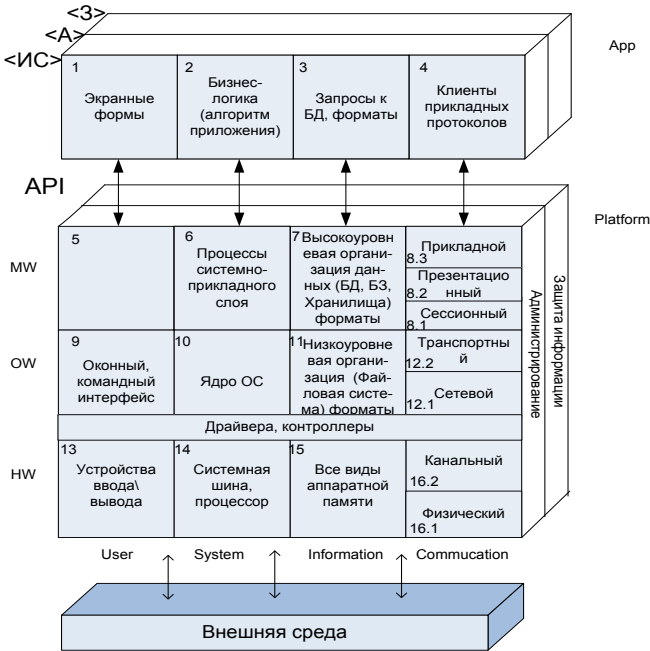 <З>
<А>
<ИС>
App
1
Экранные
формы
2
Бизнес-
логика
(алгоритм
приложения)
3
Запросы к
БД, форматы
4
Клиенты
прикладных
протоколов
API
Platform
MW
5
6
Процессы
системно-
прикладного
слоя
7
Высокоуровн
евая органи-
зация дан-
ных (БД, БЗ,
Хранилища)
форматы
Прикладной
8.3
Презентацио
нный
8.2
Сессионный
8.1
OW
9
Оконный,
командный
интерфейс
10
Ядро ОС
11
Низкоуровне
вая органи-
зация (Фай-
ловая систе-
ма) форматы
Транспортны
й
12.2
Сетевой
12.1
Драйвера, контроллеры
HW
13
Устройства
ввода\
вывода
14
Системная
шина,
процессор
15
Все виды
аппаратной
памяти
Канальный
16.2
Физический
16.1
Администрирование
Защита информации
User
System
Information
Commucation
Внешняя среда